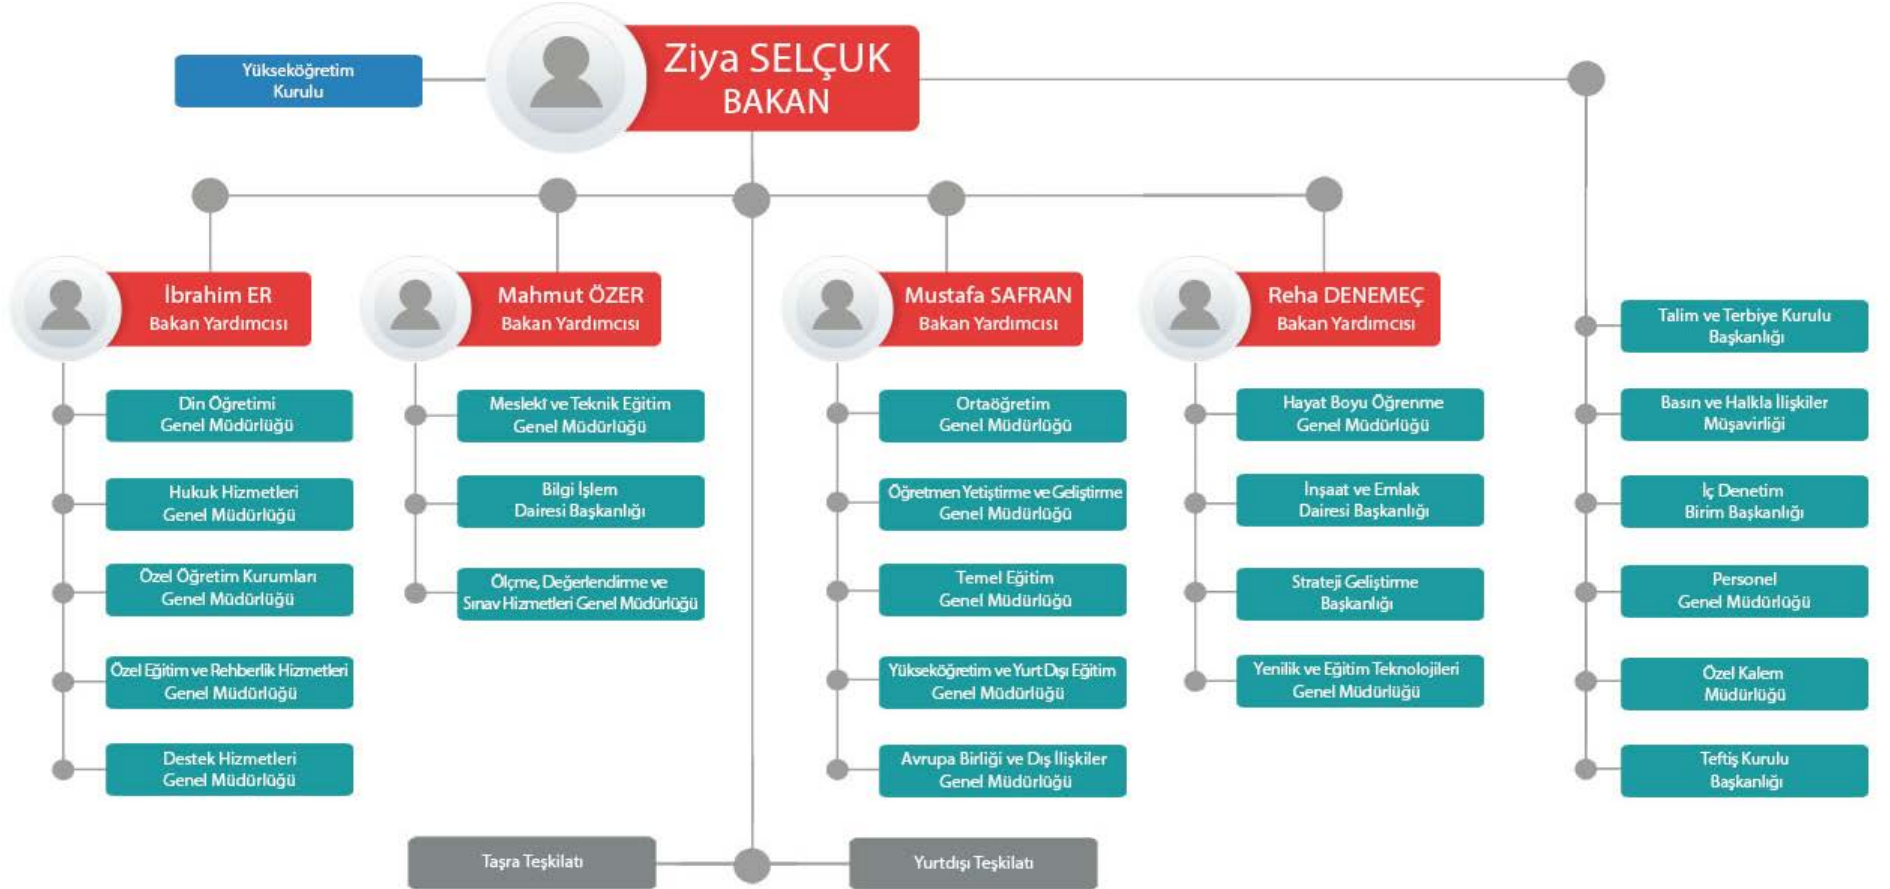 Yükseköğretim
Kurulu
Ziya SELÇUK
BAKAN
İbrahim ER
Bakan Yardımcısı
Din Öğretimi
Genel Müdürlüğü
Hukuk Hizmetleri
Genel Müdürlüğü
Özel Öğretim Kurumları
Genel Müdürlüğü
Özel Eğitim ve Rehberlik Hizmetleri
Genel Müdürlüğü
Destek Hizmetleri
Genel Müdürlüğü
Mahmut ÖZER
Bakan Yardımcısı
Meslekî ve Teknik Eğitim
Genel Müdürlüğü
Bilgi İşlem
Dairesi Başkanlığı
Ölçme, Değerlendirme ve
Sınav Hizmetleri Genel Müdürlüğü
Mustafa SAFRAN
Bakan Yardımcısı
Ortaöğretim
Genel Müdürlüğü
Öğretmen Yetiştirme ve Geliştirme
Genel Müdürlüğü
Temel Eğitim
Genel Müdürlüğü
Yükseköğretim ve Yurt Dışı Eğitim
Genel Müdürlüğü
Avrupa Birliği ve Dış İlişkiler
Genel Müdürlüğü
Reha DENEMEÇ
Bakan Yardımcısı
Hayat Boyu Öğrenme
Genel Müdürlüğü
İnşaat ve Emlak
Dairesi Başkanlığı
Strateji Geliştirme
Başkanlığı
Yenilik ve Eğitim Teknolojileri
Genel Müdürlüğü
Talim ve Terbiye Kurulu
Başkanlığı
Basın ve Halkla İlişkiler
Müşavirliği
İç Denetim
Birim Başkanlığı
Personel
Genel Müdürlüğü
Özel Kalem
Müdürlüğü
Teftiş Kurulu
Başkanlığı
Taşra Teşkilatı
Yurtdışı Teşkilatı